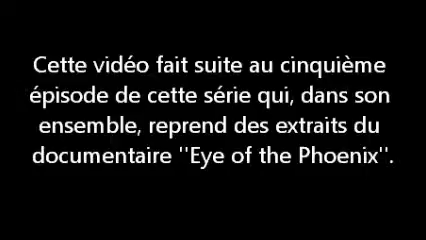 Cette vidéo fait suite au cinquième
épisode de cette série qui, dans son
ensemble, reprend des extraits du
documentaire ''Eye of the Phoenix''.